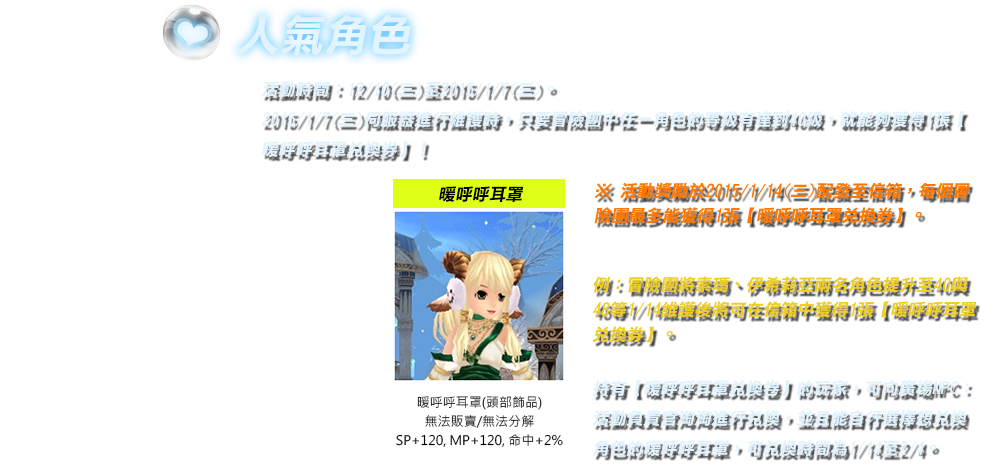 人氣角色
活動時間：12/10(三)至2015/1/7(三)。
2015/1/7(三)伺服器進行維護時，只要冒險團中任一角色的等級有達到40級，就能夠獲得1張【
暖呼呼耳罩兌換券】！
暖呼呼耳罩
※ 活動獎勵於2015/1/14(三)配發至信箱，每個冒
險團最多能獲得1張【暖呼呼耳罩兌換券】。
例：冒險團將索瑪、伊希莉亞兩名角色提升至40與
48等1/14維護後將可在信箱中獲得1張【暖呼呼耳罩
兌換券】。
暖呼呼耳罩(頭部飾品)
無法販賣/無法分解
SP+120, MP+120, 命中+2%
持有【暖呼呼耳罩兌換券】的玩家，可向廣場NPC：
活動負責官陶陶進行兌換，並且能自行選擇想兌換
角色的暖呼呼耳罩，可兌換時間為1/14至2/4。